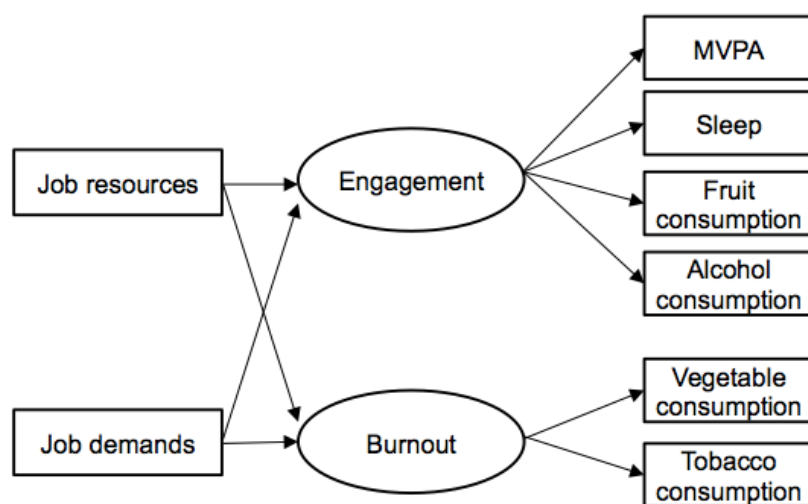 MVPA
Sleep
Job resources
Engagement
Fruit
consumption
Alcohol
consumption
Vegetable
consumption
Job demands
Burnout
Tobacco
consumption